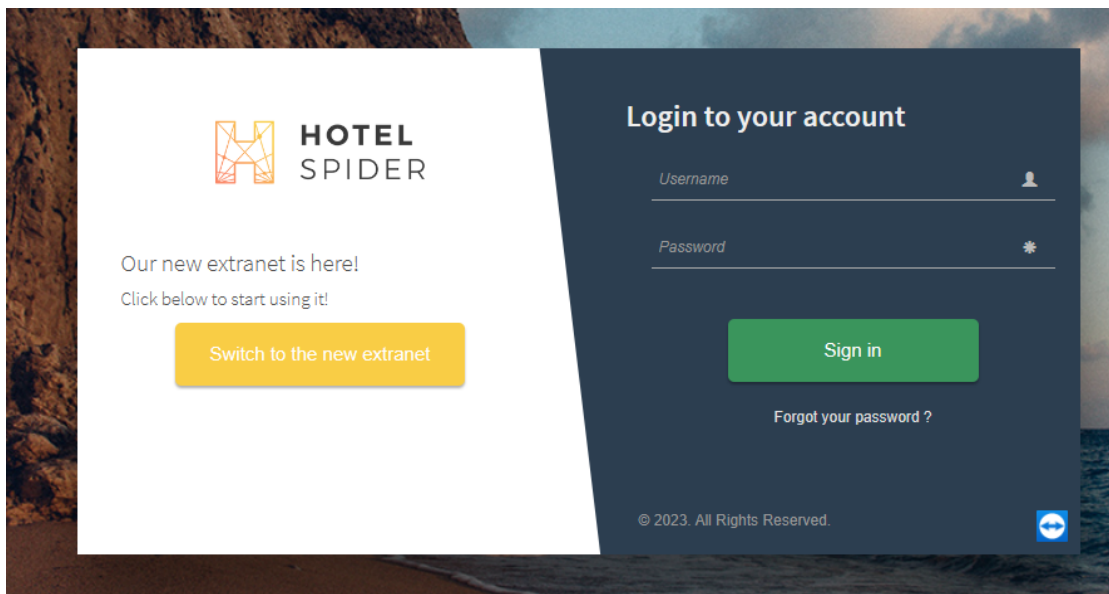 HOTEL
SPIDER
Our new extranet is here!
Click below to start using it!
Switch to the new extranet
Login to your account
Username
Password
Sign in
Forgot your password ?
© 2023. All Rights Reserved.